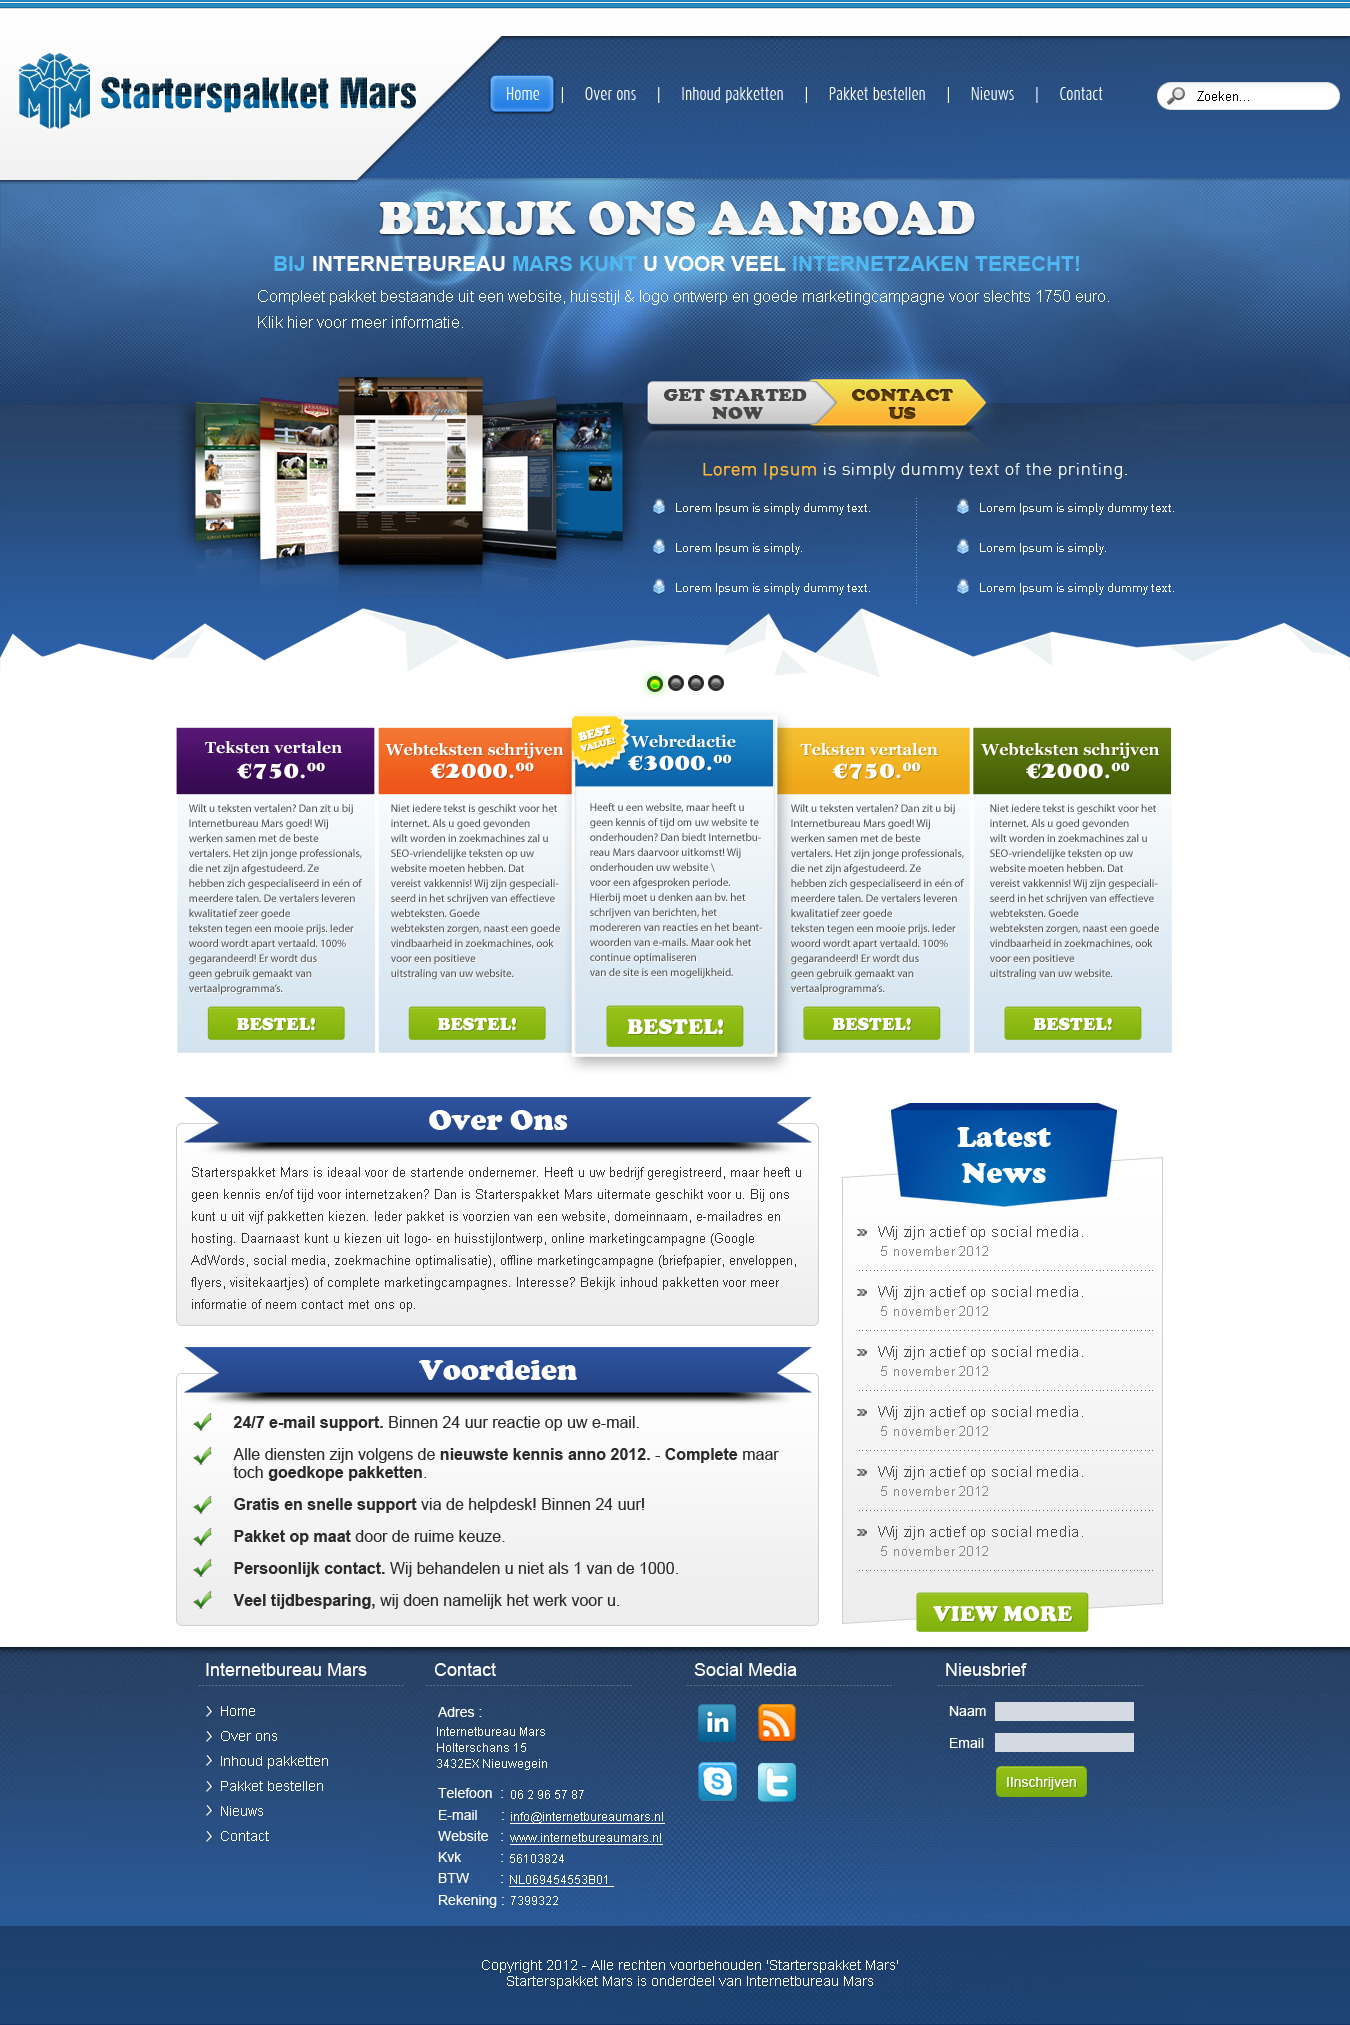 Starterspakket Mars
Home | Over ons | Inhoud pakketten | Pakket bestellen | Nieuws | Contact
Zoeken...
BEKIJK ONS AANBOAD
BIJ INTERNETBUREAU MARS KUNT U VOOR VEEL INTERNETZAKEN TERECHT!
Compleet pakket bestaande uit een website, huisstijl & logo ontwerp en goede marketingcampagne voor slechts 1750 euro.
Klik hier voor meer informatie.
GET STARTED
NOW
CONTACT
US
Lorem Ipsum is simply dummy text of the printing.
Lorem Ipsum is simply dummy text.
Lorem Ipsum is simply.
Lorem Ipsum is simply dummy text.
Lorem Ipsum is simply dummy text.
Lorem Ipsum is simply.
Lorem Ipsum is simply dummy text.
Teksten vertalen
€750.00
Wilt u teksten vertalen? Dan zit u bij
Internetbureau Mars goed! Wij
werken samen met de beste
vertalers. Het zijn jonge professionals,
die net zijn afgestudeerd. Ze
hebben zich gespecialiseerd in eén of
meerdere talen. De vertalers leveren
kwalitatief zeer goede
teksten tegen een mooie prijs. Ieder
woord wordt apart vertaald. 100%
gegarandeerd! Er wordt dus
geen gebruik gemaakt van
vertaalprogramma's.
BESTEL!
Webteksten schrijven
€2000.00
Niet iedere tekst is geschikt voor het
internet. Als u goed gevonden
wilt worden in zoekmachines zal u
SEO-vriendelijke teksten op uw
website moeten hebben. Dat
vereist vakkennis! Wij zijn gespeciali-
seerd in het schrijven van effectieve
webteksten. Goede
webteksten zorgen, naast een goede
vindbaarheid in zoekmachines, ook
voor een positieve
uitstraling van uw website.
BESTEL!
BEST
VALUE!
Webredactie
€3000.00
Heeft u een website, maar heeft u
geen kennis of tijd om uw website te
onderhouden? Dan biedt Internetbu-
reau Mars daarvoor uitkomst! Wij
onderhouden uw website \
voor een afgesproken periode.
Hierbij moet u denken aan bv. het
schrijven van berichten, het
modereren van reacties en het beant-
woorden van e-mails. Maar ook het
continue optimaliseren
van de site is een mogelijkheid.
BESTEL!
Teksten vertalen
€750.00
Wilt u teksten vertalen? Dan zit u bij
Internetbureau Mars goed! Wij
werken samen met de beste
vertalers. Het zijn jonge professionals,
die net zijn afgestudeerd. Ze
hebben zich gespecialiseerd in eén of
meerdere talen. De vertalers leveren
kwalitatief zeer goede
teksten tegen een mooie prijs. Ieder
woord wordt apart vertaald. 100%
gegarandeerd! Er wordt dus
geen gebruik gemaakt van
vertaalprogramma's.
BESTEL!
Webteksten schrijven
€2000.00
Niet iedere tekst is geschikt voor het
internet. Als u goed gevonden
wilt worden in zoekmachines zal u
SEO-vriendelijke teksten op uw
website moeten hebben. Dat
vereist vakkennis! Wij zijn gespeciali-
seerd in het schrijven van effectieve
webteksten. Goede
webteksten zorgen, naast een goede
vindbaarheid in zoekmachines, ook
voor een positieve
uitstraling van uw website.
BESTEL!
Over Ons
Starterspakket Mars is ideaal voor de startende ondernemer. Heeft u uw bedrijf geregistreerd, maar heeft u
geen kennis en/of tijd voor internetzaken? Dan is Starterspakket Mars uitermate geschikt voor u. Bij ons
kunt u uit vijf pakketten kiezen. Ieder pakket is voorzien van een website, domeinnaam, e-mailadres en
hosting. Daarnaast kunt u kiezen uit logo- en huisstijlontwerp, online marketingcampagne (Google
AdWords, social media, zoekmachine optimalisatie), offline marketingcampagne (briefpapier, enveloppen,
flyers, visitekaartjes) of complete marketingcampagnes. Interesse? Bekijk inhoud pakketten voor meer
informatie of neem contact met ons op.
Voordeien
24/7 e-mail support. Binnen 24 uur reactie op uw e-mail.
Alle diensten zijn volgens de nieuwste kennis anno 2012. - Complete maar
toch goedkope pakketten.
Gratis en snelle support via de helpdesk! Binnen 24 uur!
Pakket op maat door de ruime keuze.
Persoonlijk contact. Wij behandelen u niet als 1 van de 1000.
Veel tijdbesparing, wij doen namelijk het werk voor u.
Latest
News
Wij zijn actief op social media.
5 november 2012
Wij zijn actief op social media.
5 november 2012
Wij zijn actief op social media.
5 november 2012
Wij zijn actief op social media.
5 november 2012
Wij zijn actief op social media.
5 november 2012
Wij zijn actief op social media.
5 november 2012
VIEW MORE
Internetbureau Mars
Home
Over ons
Inhoud pakketten
Pakket bestellen
Nieuws
Contact
Contact
Adres :
Internetbureau Mars
Holterschans 15
3432EX Nieuwegein
Telefoon : 06 2 96 57 87
E-mail : info@internetbureaumars.nl
Website : www.internetbureaumars.nl
Kvk : 56103824
BTW : NL069454553B01
Rekening : 7399322
Social Media
in
Nieusbrief
Naam
Email
IInschrijven
Copyright 2012 - Alle rechten voorbehouden 'Starterspakket Mars'
Starterspakket Mars is onderdeel van Internetbureau Mars